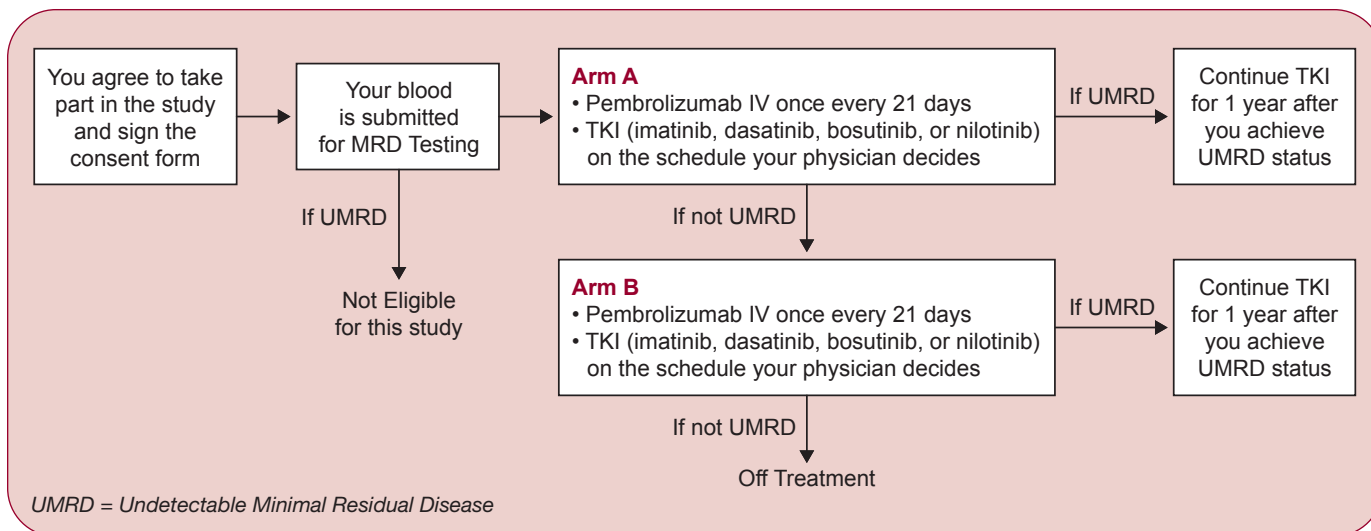 You agree to take
part in the study
and sign the
consent form
Your blood
is submitted
for MRD Testing
If UMRD
Not Eligible
for this study
Arm A
• Pembrolizumab IV once every 21 days
• TKI (imatinib, dasatinib, bosutinib, or nilotinib)
on the schedule your physician decides
If UMRD
Continue TKI
for 1 year after
you achieve
UMRD status
If not UMRD
Arm B
• Pembrolizumab IV once every 21 days
• TKI (imatinib, dasatinib, bosutinib, or nilotinib)
on the schedule your physician decides
If UMRD
Continue TKI
for 1 year after
you achieve
UMRD status
If not UMRD
Off Treatment
UMRD = Undetectable Minimal Residual Disease